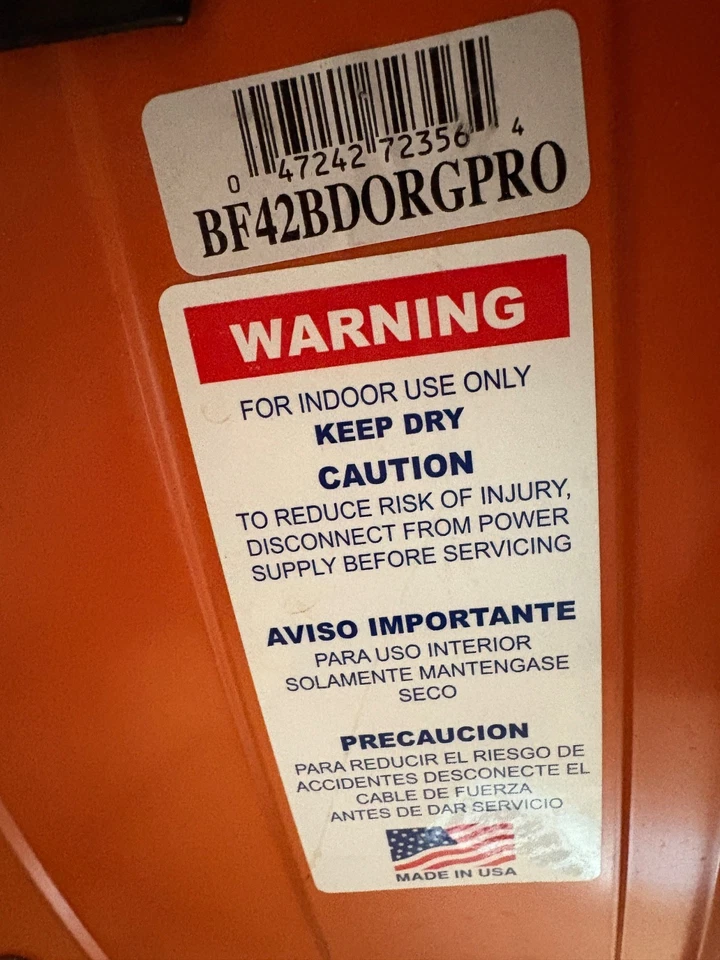 0 47242 72356 4
BF42BDORGPRO
WARNING
FOR INDOOR USE ONLY
KEEP DRY
CAUTION
TO REDUCE RISK OF INJURY,
DISCONNECT FROM POWER
SUPPLY BEFORE SERVICING
AVISO IMPORTANTE
PARA USO INTERIOR
SOLAMENTE MANTENGASE
SECO
PRECAUCION
PARA REDUCIR EL RIESGO DE
ACCIDENTES DESCONECTE EL
CABLE DE FUERZA
ANTES DE DAR SERVICIO
MADE IN USA